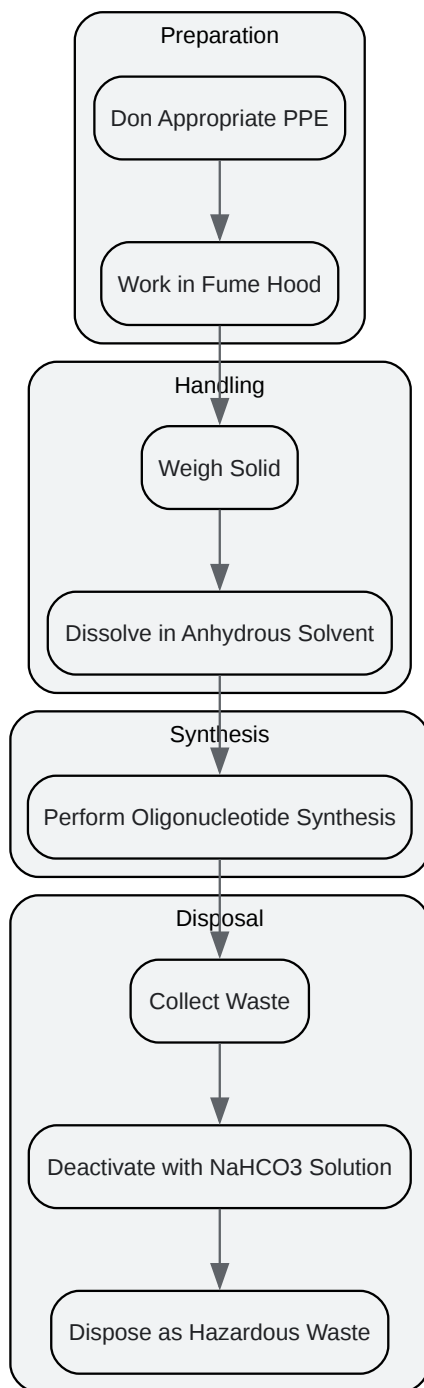 Preparation
Don Appropriate PPE
Work in Fume Hood
Handling
Weigh Solid
Dissolve in Anhydrous Solvent
Synthesis
Perform Oligonucleotide Synthesis
Disposal
Collect Waste
Deactivate with NaHCO3 Solution
Dispose as Hazardous Waste